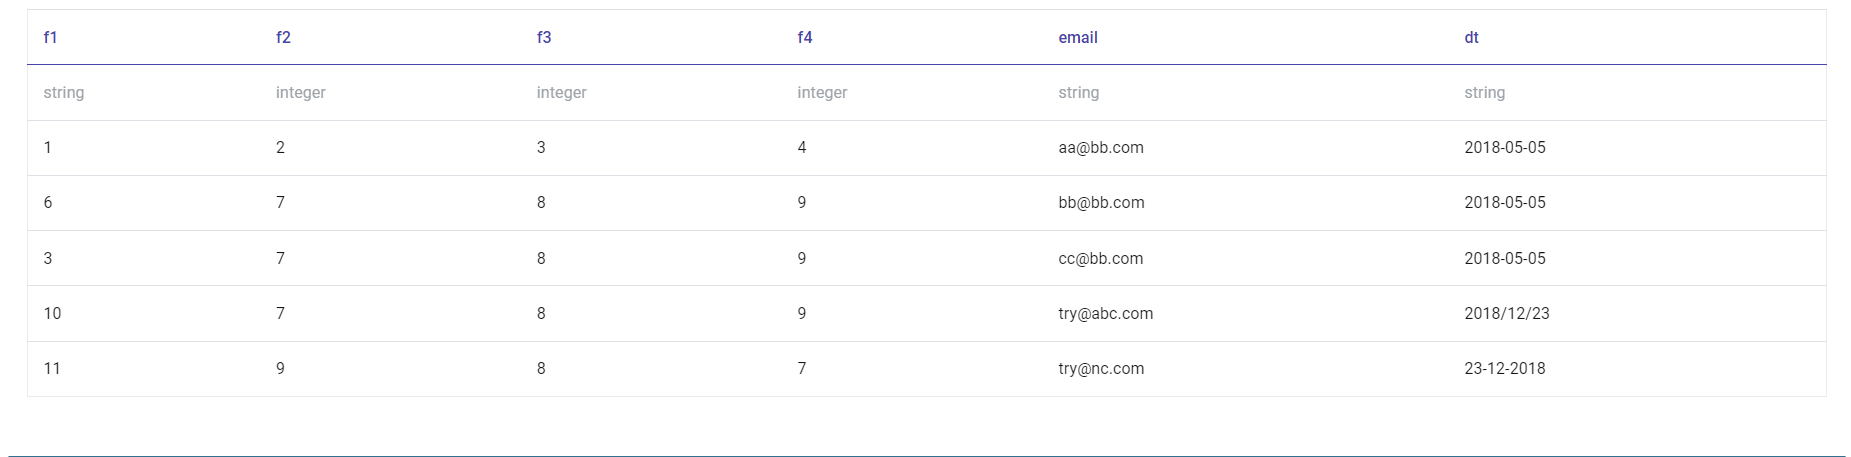 f1 f2 f3 f4 email dt
string integer integer integer string string
1 2 3 4 aa@bb.com 2018-05-05
6 7 8 9 bb@bb.com 2018-05-05
3 7 8 9 cc@bb.com 2018-05-05
10 7 8 9 try@abc.com 2018/12/23
11 9 8 7 try@nc.com 23-12-2018